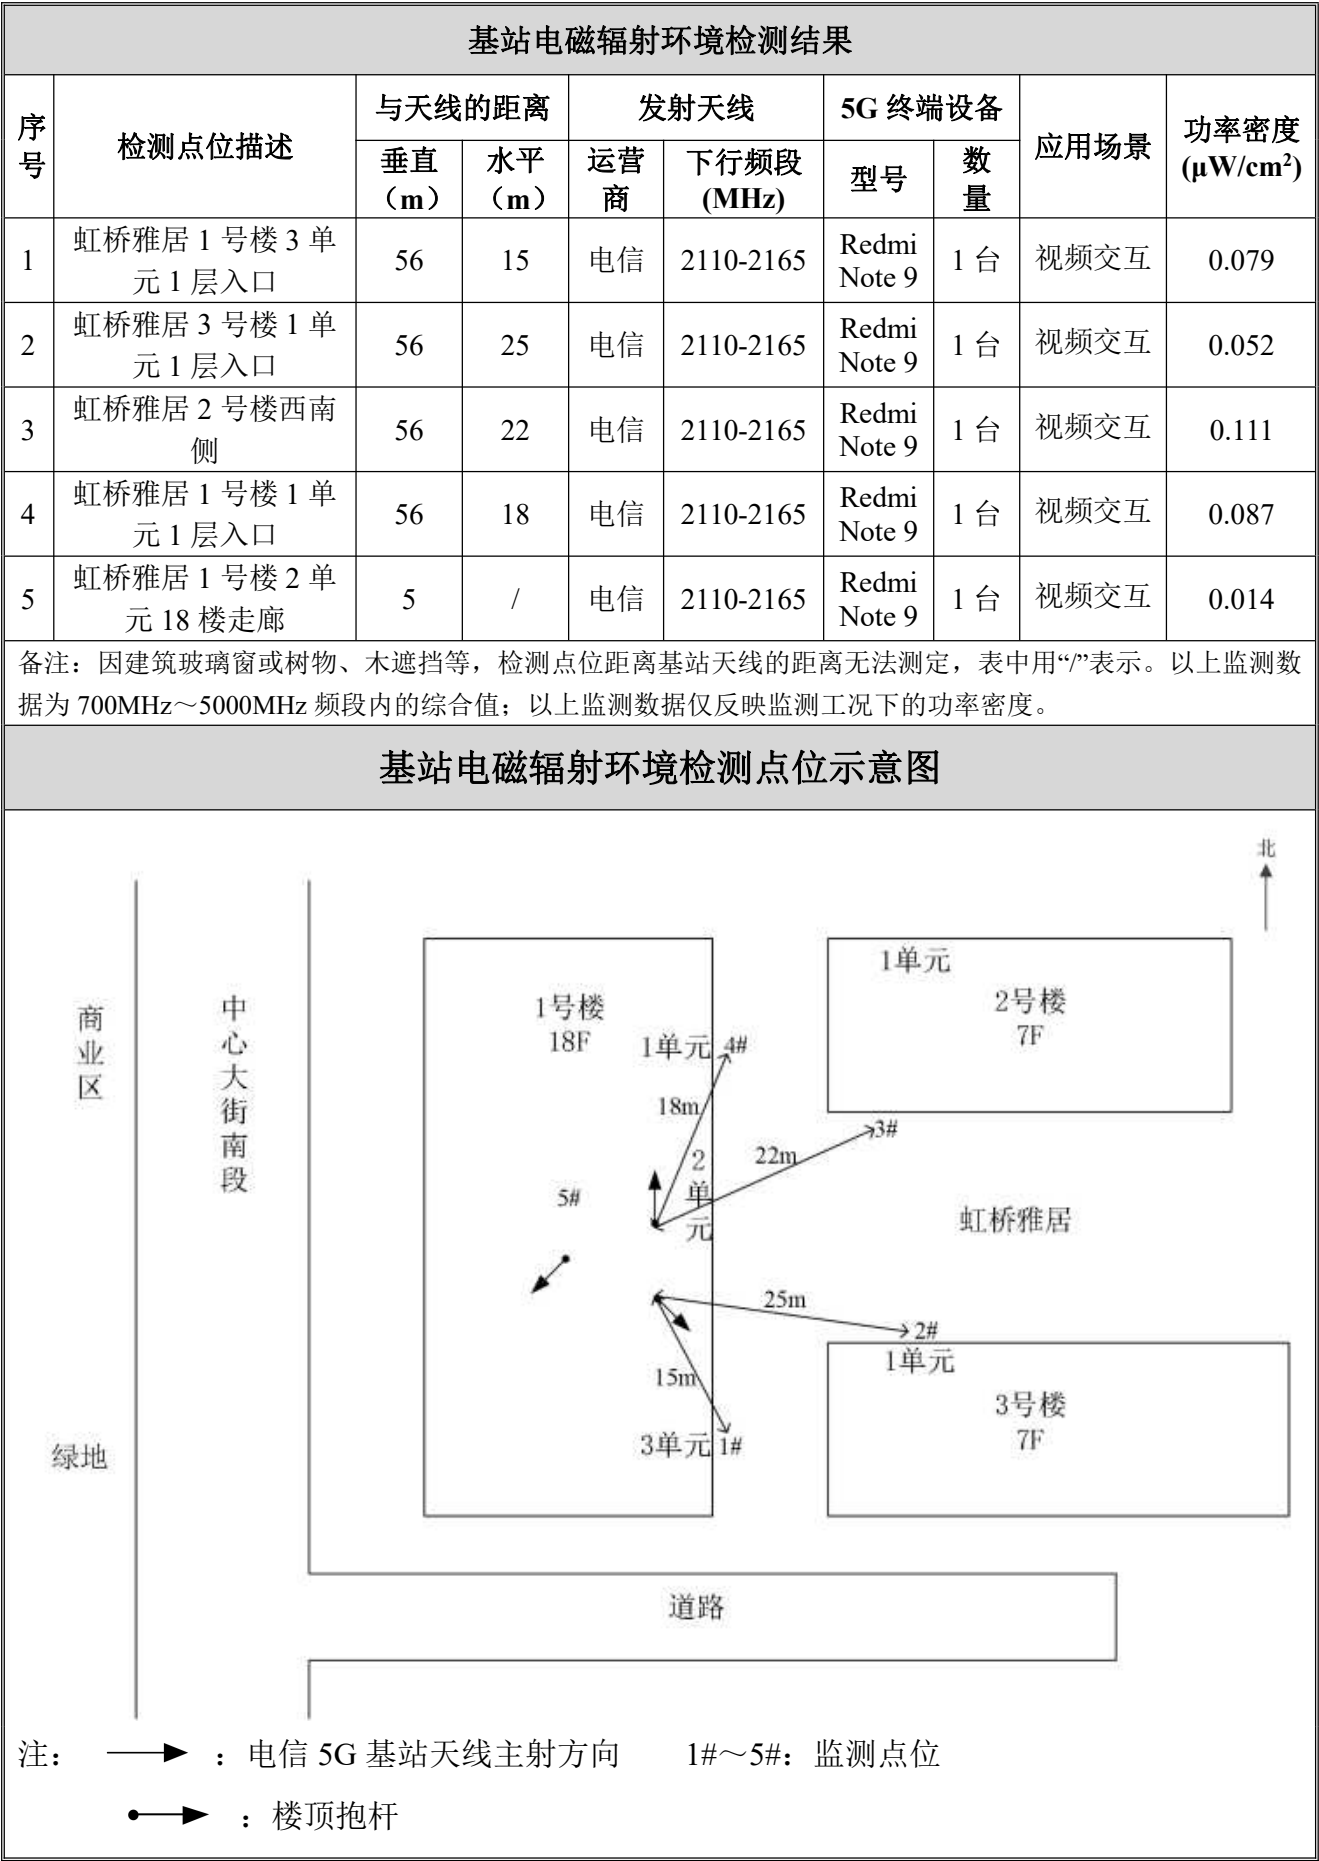 基站电磁辐射环境检测结果
序号
检测点位描述
与天线的距离
发射天线
5G 终端设备
应用场景
功率密度
(μW/cm²)
垂直
（m）
水平
（m）
运营商
下行频段
(MHz)
型号
数量
1
虹桥雅居 1 号楼 3 单
元 1 层入口
56
15
电信
2110-2165
Redmi
Note 9
1 台
视频交互
0.079
2
虹桥雅居 3 号楼 1 单
元 1 层入口
56
25
电信
2110-2165
Redmi
Note 9
1 台
视频交互
0.052
3
虹桥雅居 2 号楼西南
侧
56
22
电信
2110-2165
Redmi
Note 9
1 台
视频交互
0.111
4
虹桥雅居 1 号楼 1 单
元 1 层入口
56
18
电信
2110-2165
Redmi
Note 9
1 台
视频交互
0.087
5
虹桥雅居 1 号楼 2 单
元 18 楼走廊
5
/
电信
2110-2165
Redmi
Note 9
1 台
视频交互
0.014
备注：因建筑玻璃窗或树物、木遮挡等，检测点位距离基站天线的距离无法测定，表中用“/”表示。以上监测数
据为 700MHz～5000MHz 频段内的综合值；以上监测数据仅反映监测工况下的功率密度。
基站电磁辐射环境检测点位示意图
北
商业区
中心大街南段
1号楼
18F
1单元
4#
1单元
2号楼
7F
18m
2单元
22m
3#
5#
虹桥雅居
25m
2#
1单元
15m
3单元
1#
3号楼
7F
绿地
道路
注： ：电信 5G 基站天线主射方向 1#～5#：监测点位
：楼顶抱杆